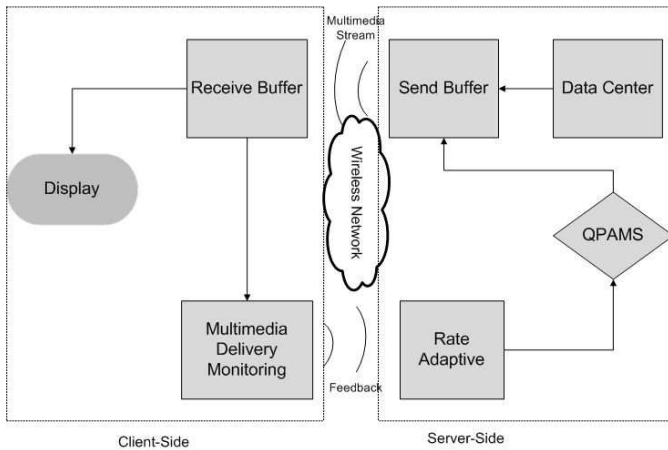 Multimedia
Stream
Receive Buffer
Send Buffer
Data Center
Wireless Network
Display
QPAMS
Multimedia
Delivery
Monitoring
Rate
Adaptive
Feedback
Client-Side
Server-Side